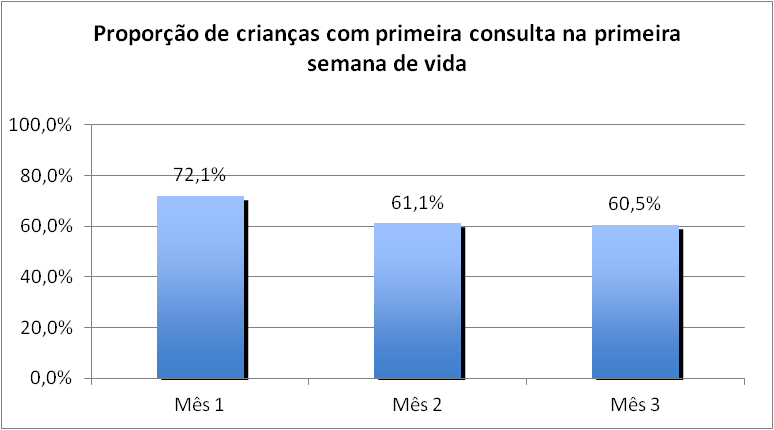 Proporção de crianças com primeira consulta na primeira
semana de vida
100,0%
80,0%
60,0%
40,0%
20,0%
0,0%
72,1%
61,1%
60,5%
Mês 1
Mês 2
Mês 3